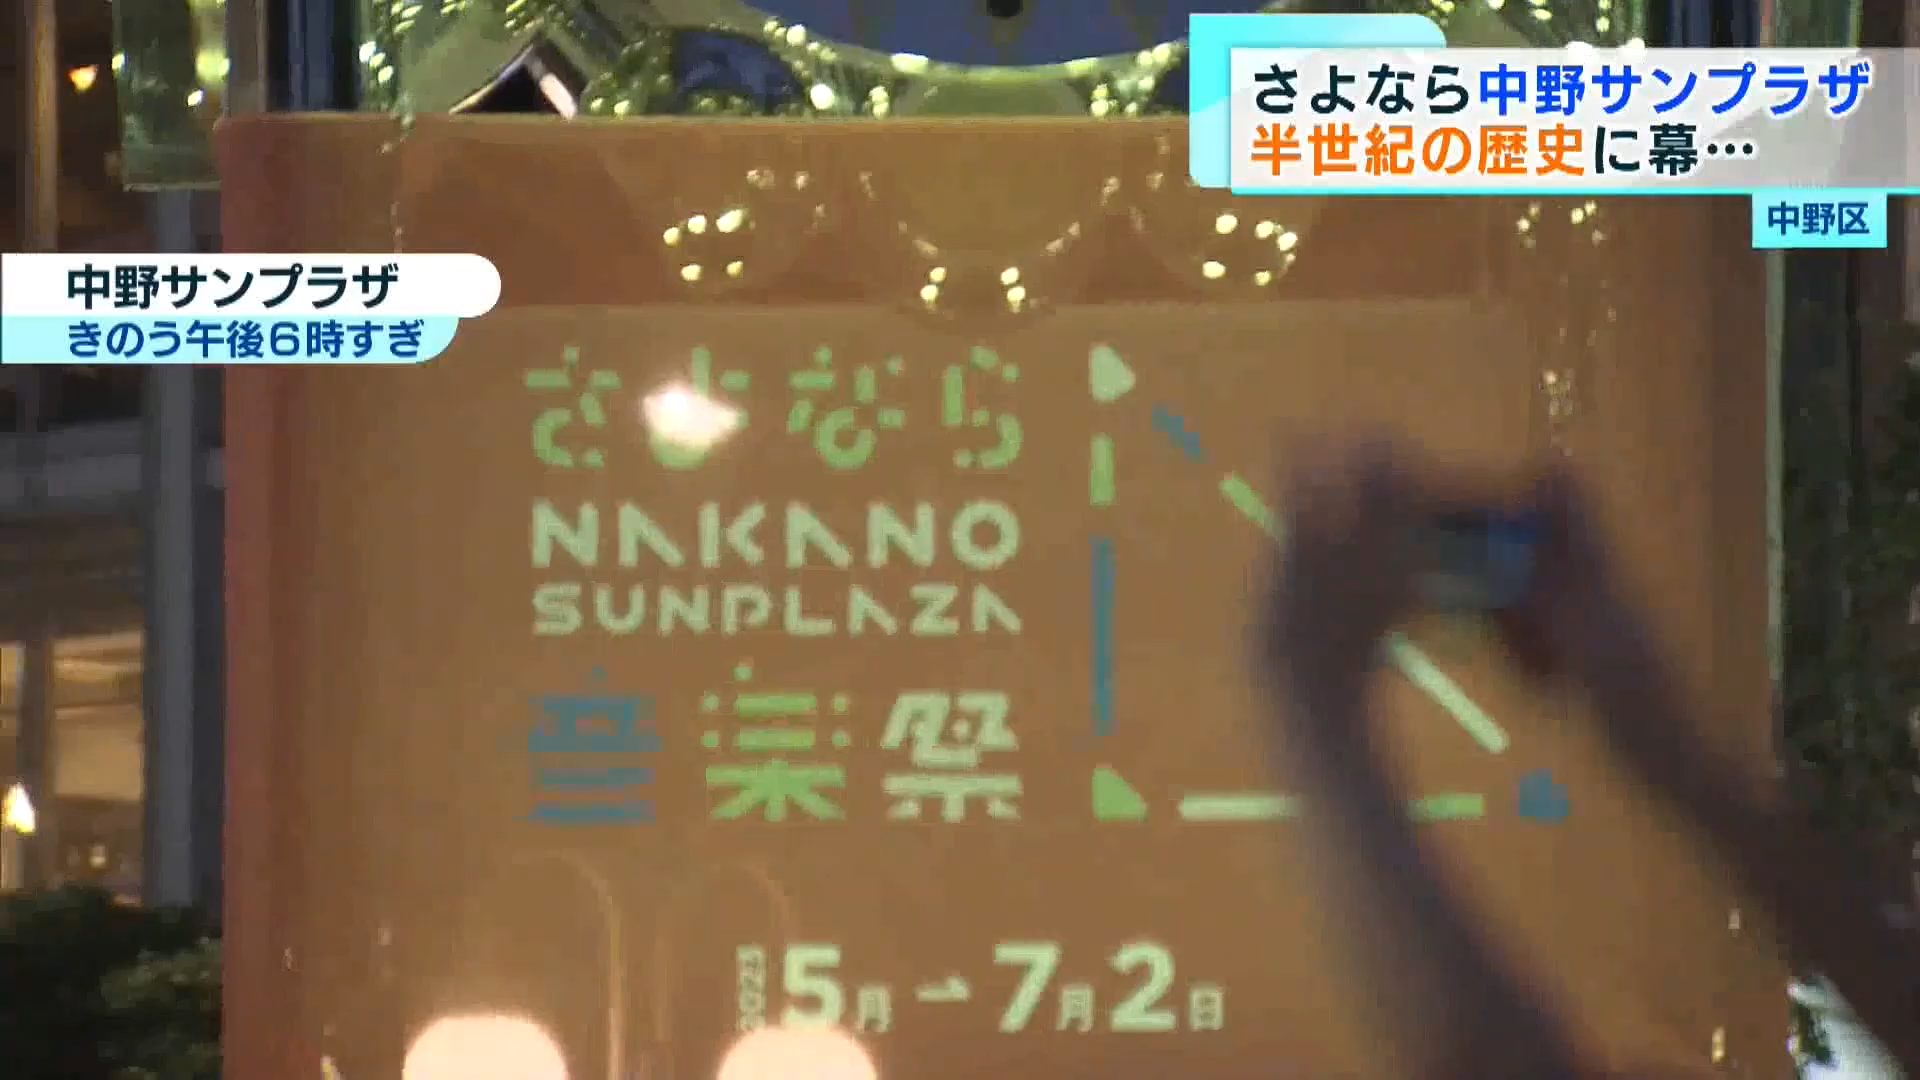 さよなら中野サンプラザ
半世紀の歴史に幕…
中野区
中野サンプラザ
きのう午後6時すぎ
さよなら
NAKANO
SUNPLAZA
音楽祭
2023 5月→7月2日